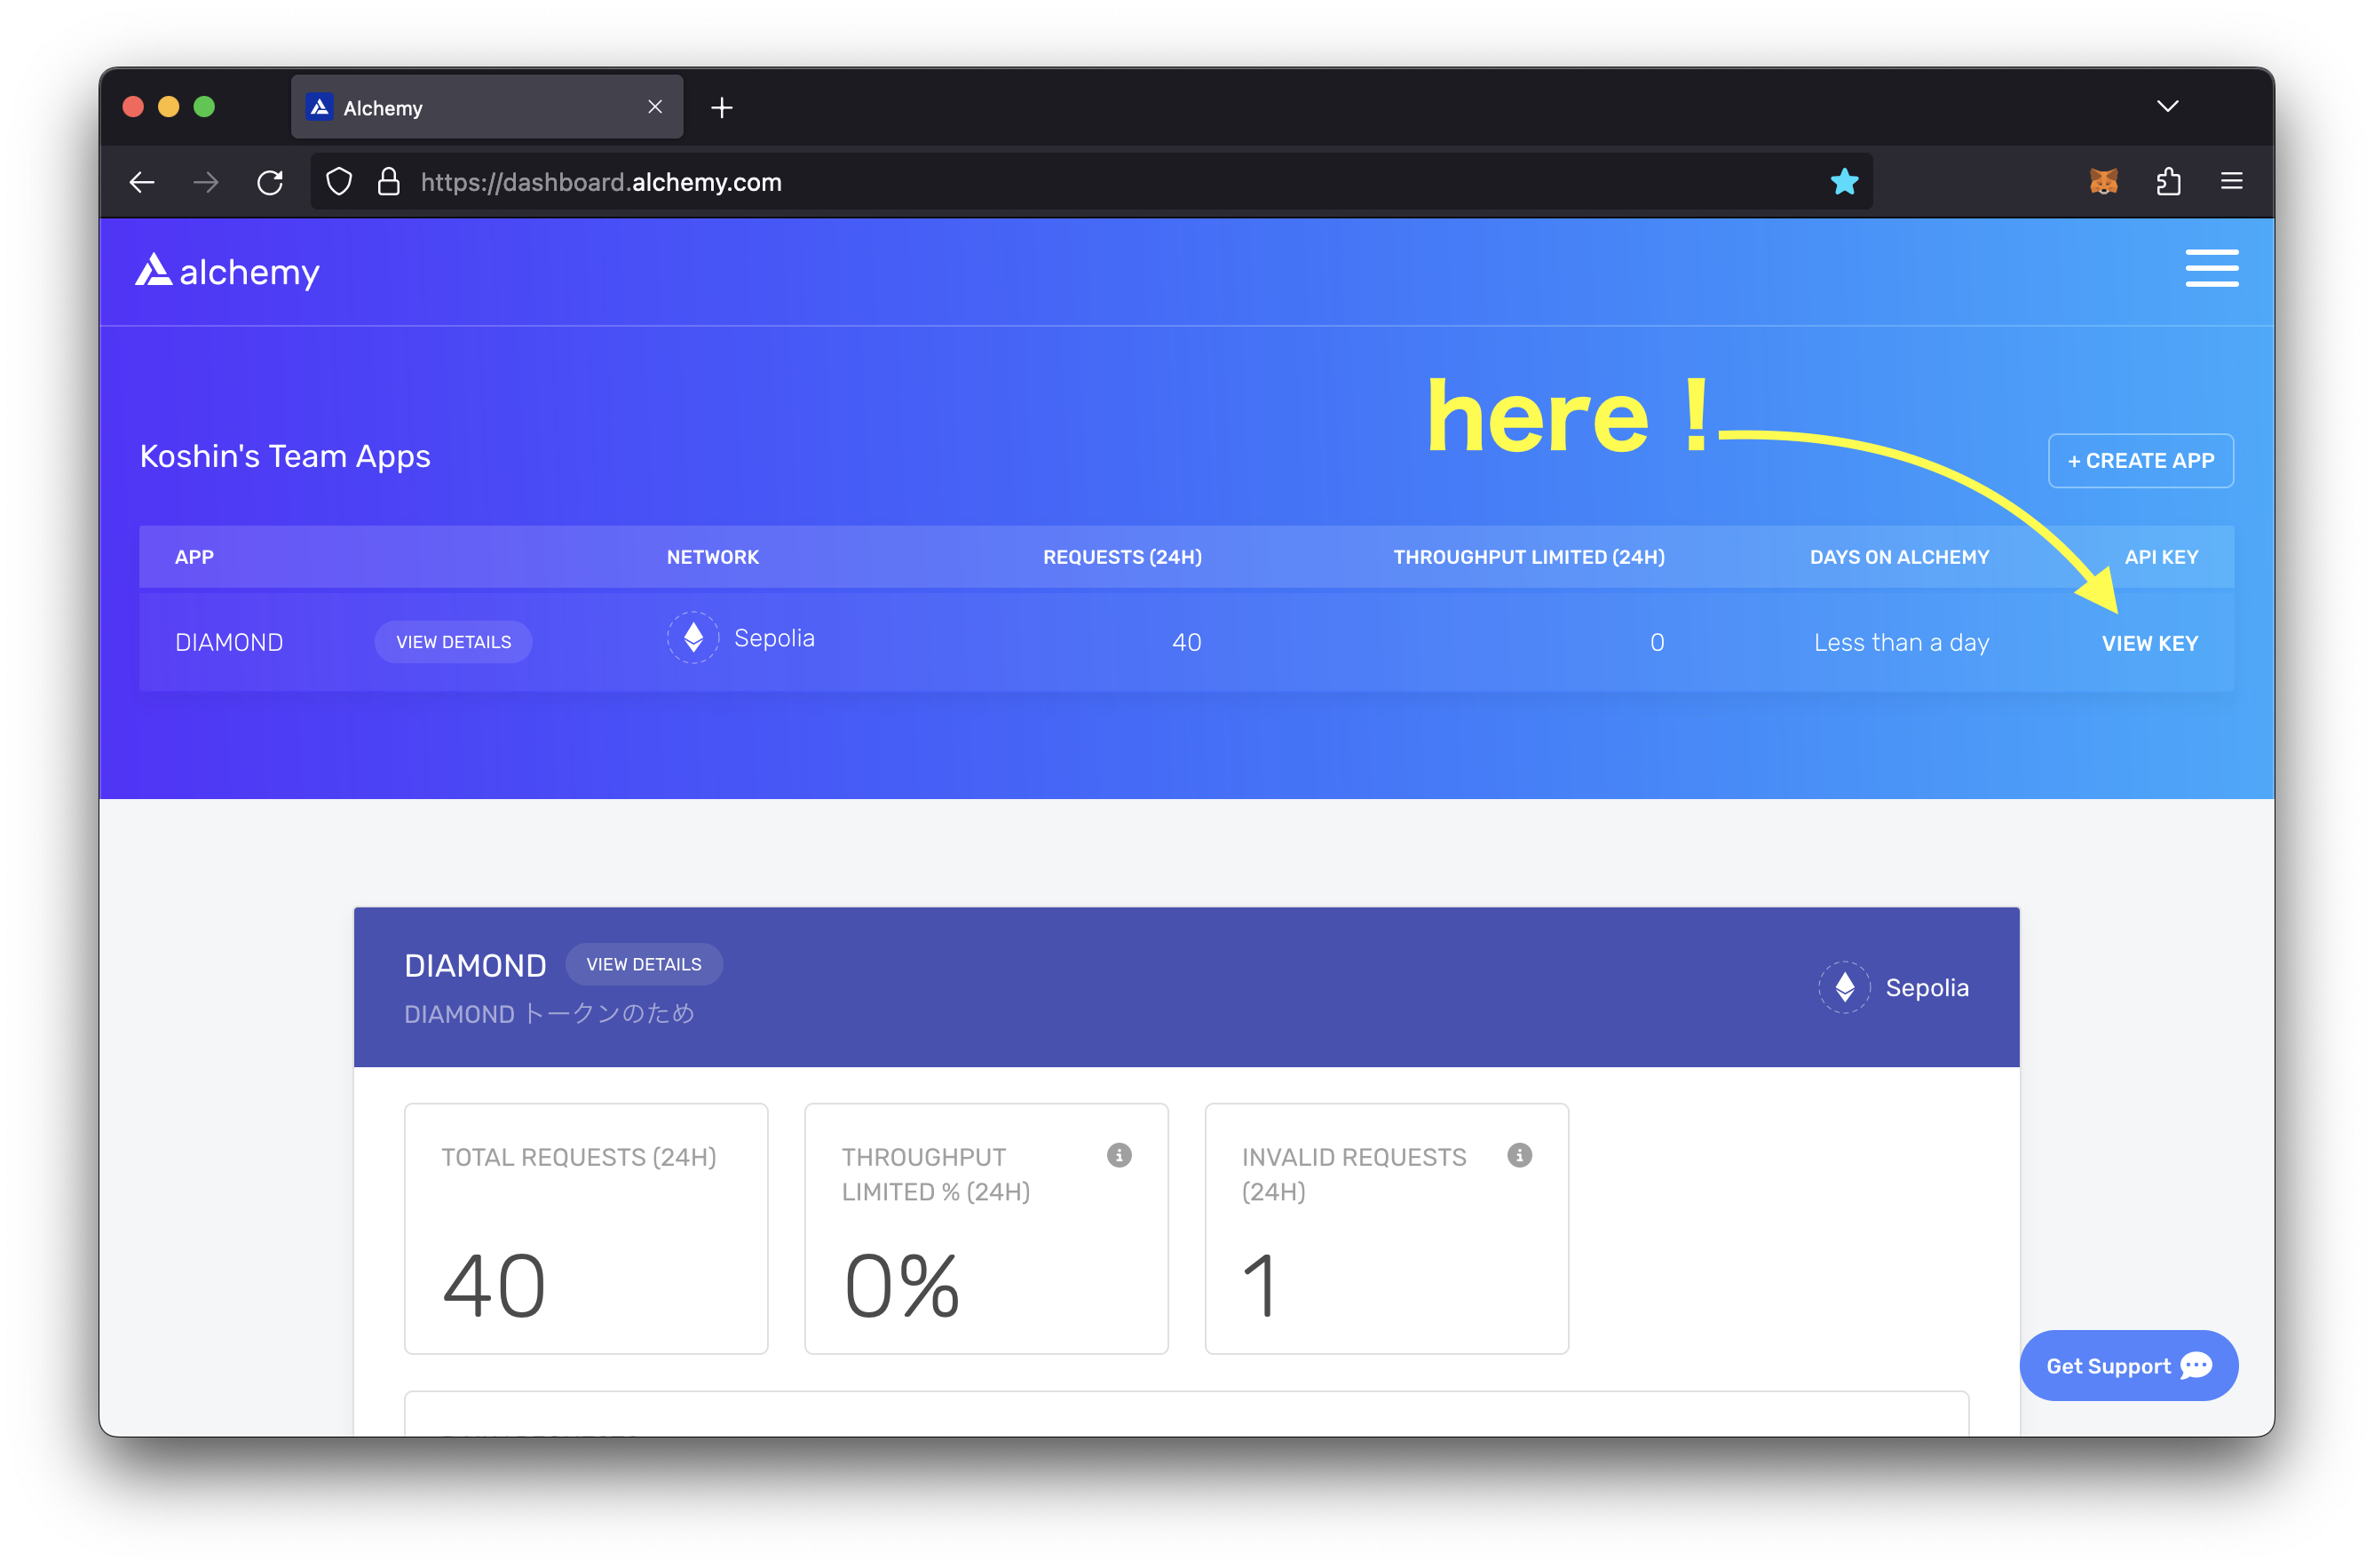 Alchemy
https://dashboard.alchemy.com
alchemy
here !
Koshin's Team Apps
+ CREATE APP
APP NETWORK REQUESTS (24H) THROUGHPUT LIMITED (24H) DAYS ON ALCHEMY API KEY
DIAMOND VIEW DETAILS Sepolia 40 0 Less than a day VIEW KEY
DIAMOND VIEW DETAILS
Sepolia
DIAMOND トークンのため
TOTAL REQUESTS (24H)
40
THROUGHPUT
LIMITED % (24H)
0%
INVALID REQUESTS
(24H)
1
Get Support